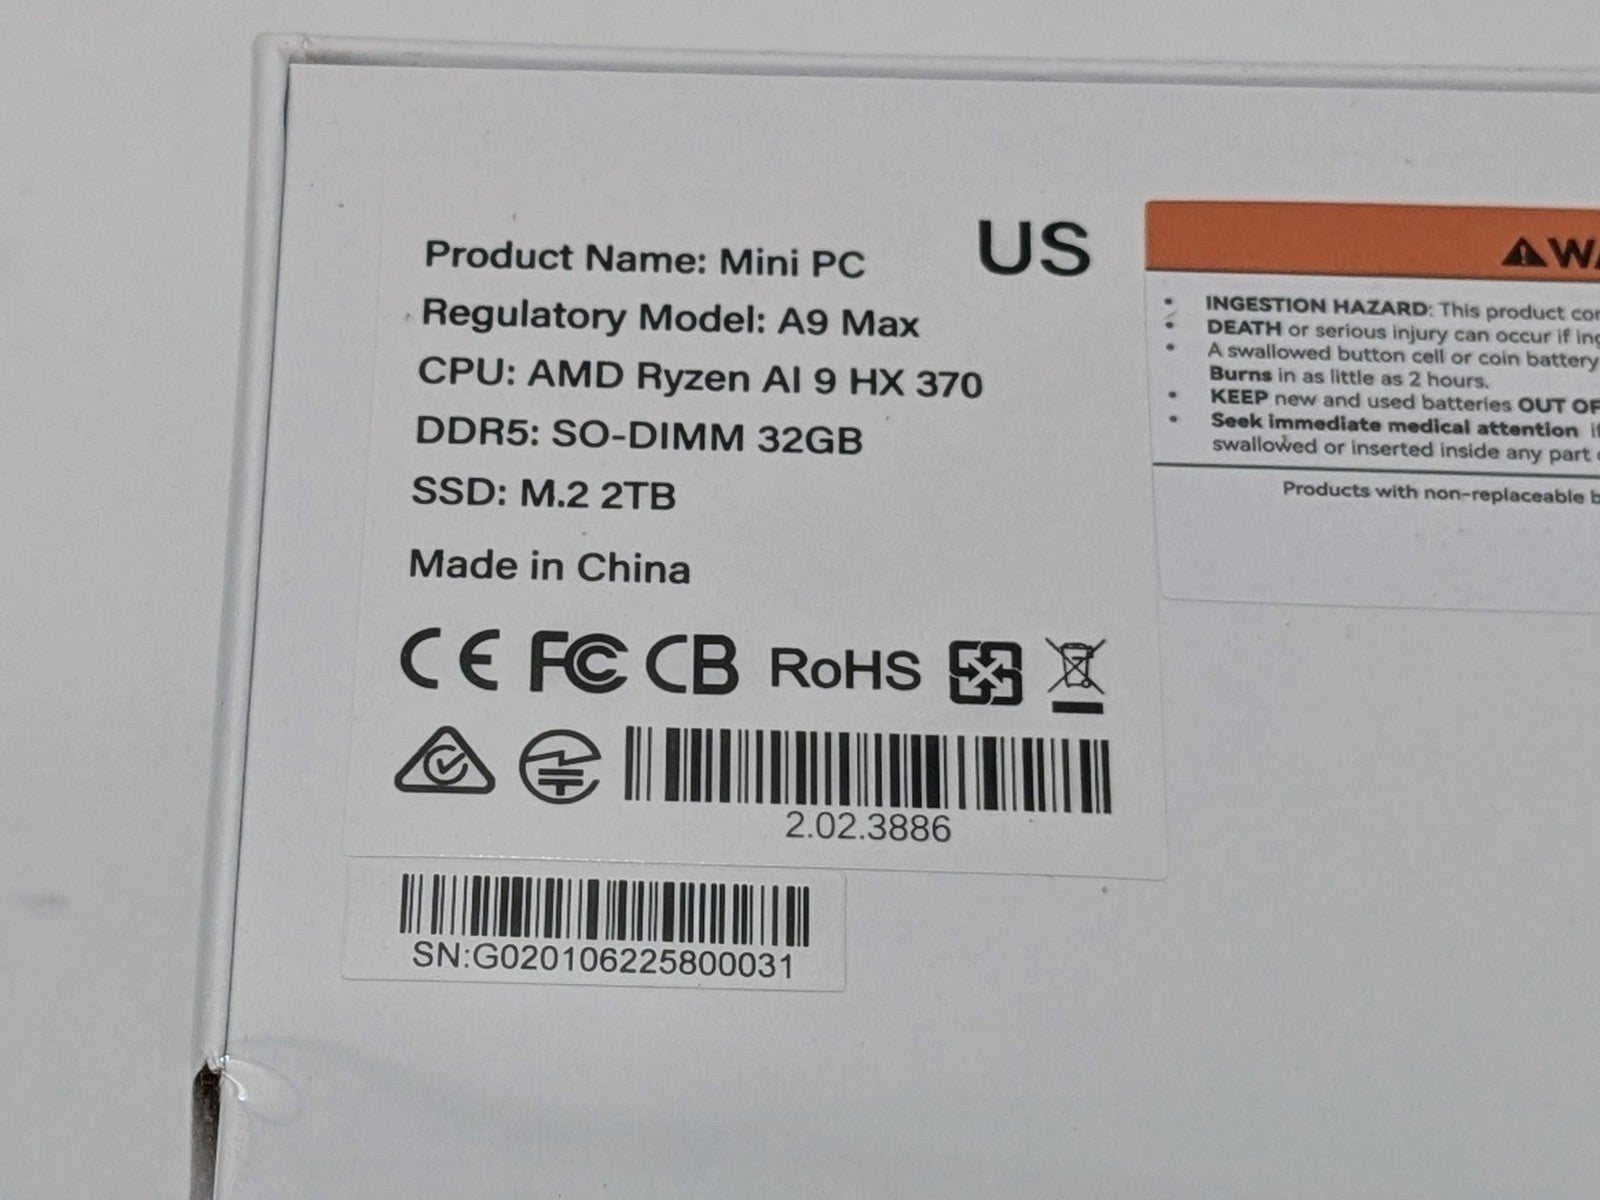 Product Name: Mini PC
US
Regulatory Model: A9 Max
CPU: AMD Ryzen AI 9 HX 370
DDR5: SO-DIMM 32GB
SSD: M.2 2TB
Made in China
CE FC CB RoHS
2.02.3886
SN:G020106225800031
INGESTION HAZARD: This product
DEATH or serious injury can occur if
A swallowed button cell or coin battery
Burns in as little as 2 hours.
KEEP new and used batteries OUT OF
Seek immediate medical attention
swallowed or inserted inside any part
Products with non-replaceable